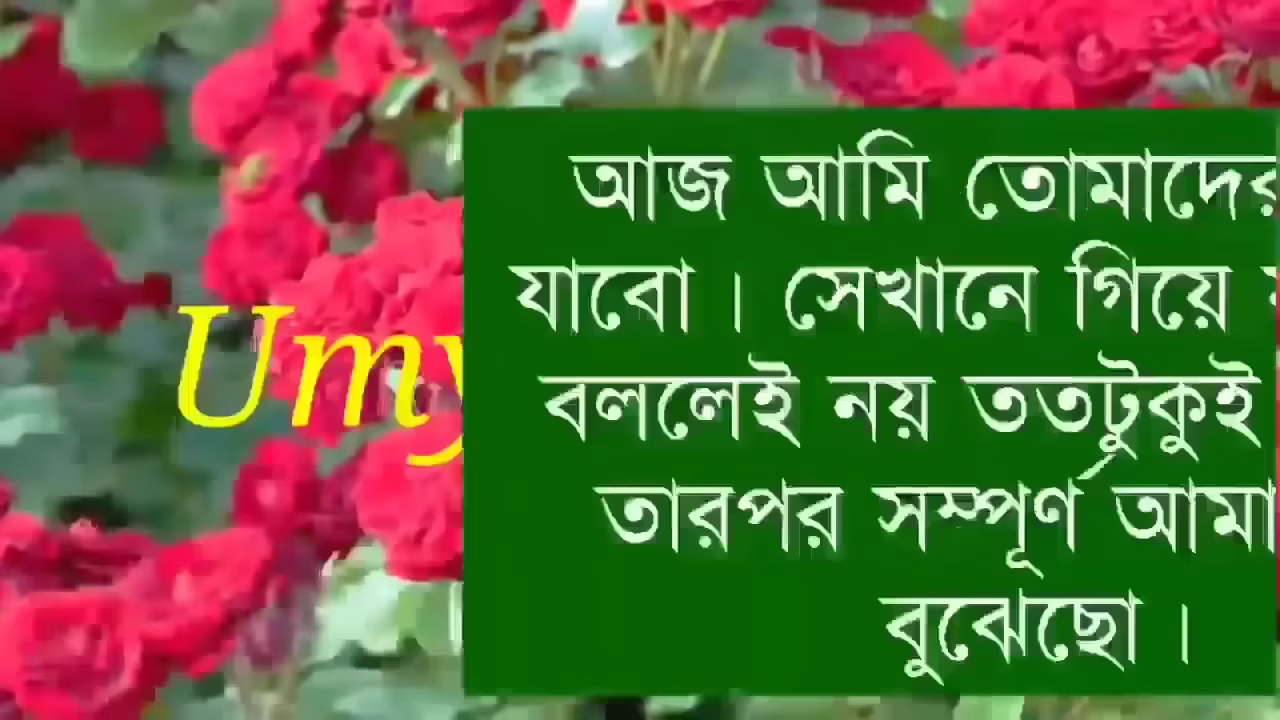 Umy
আজ আমি তোমাদের
যাবো। সেখানে গিয়ে
বললেই নয় ততটুকুই
তারপর সম্পূর্ণ আমা
বুঝেছো।